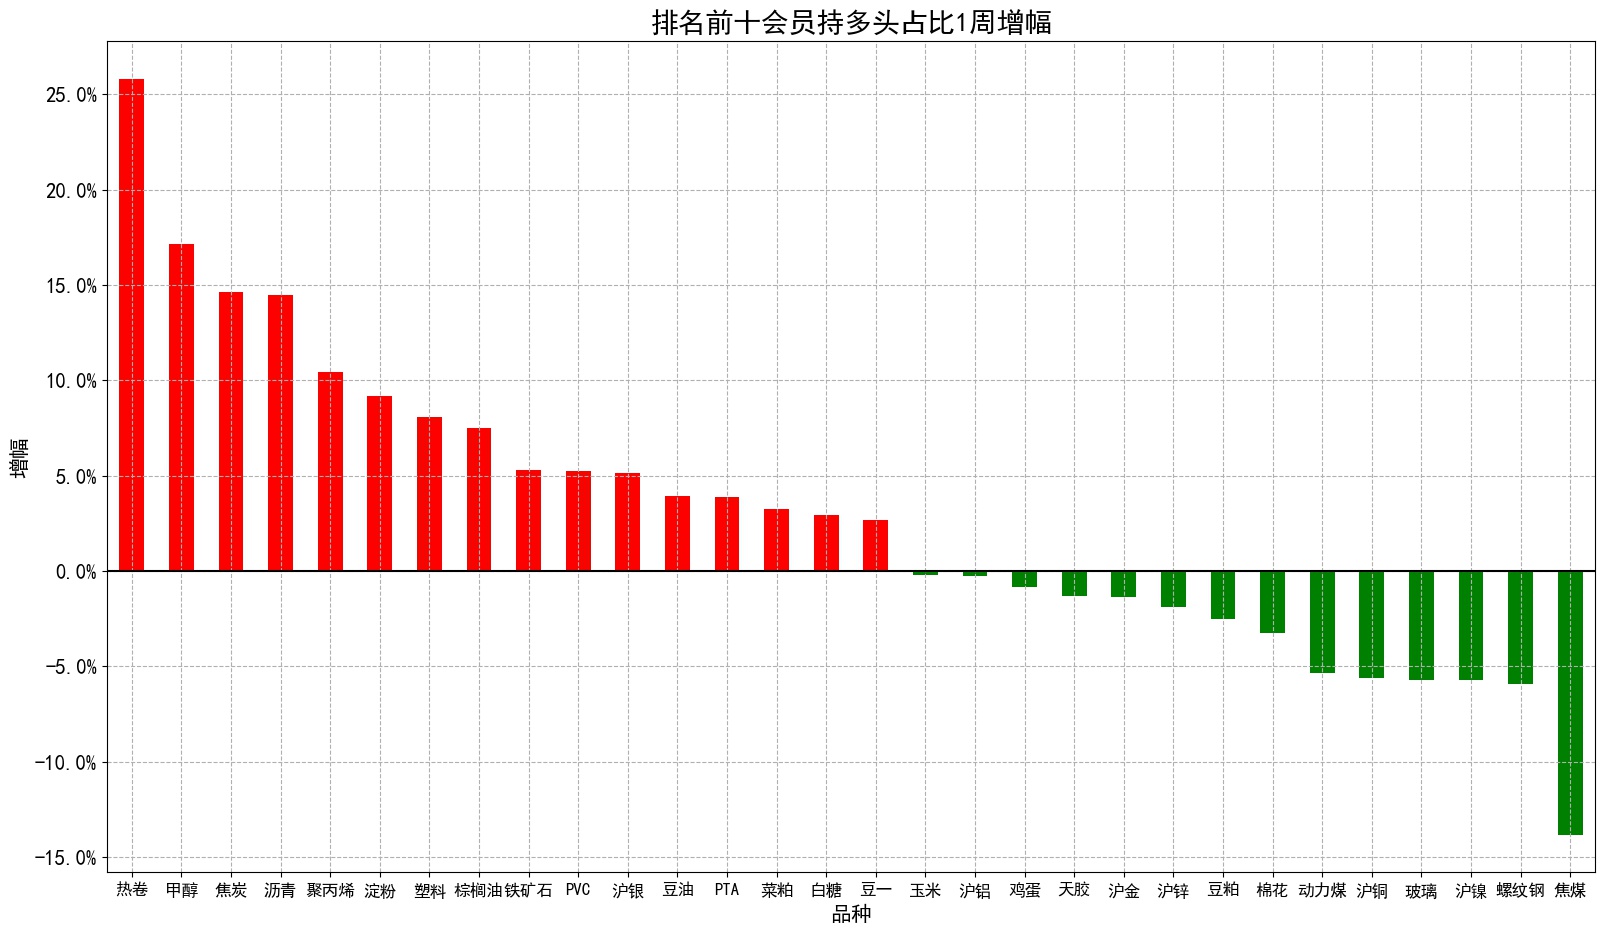 排名前十会员持多头占比1周增幅
25.0%
20.0%
15.0%
10.0%
5.0%
0.0%
−5.0%
−10.0%
−15.0%
增幅
热卷 甲醇 焦炭 沥青 聚丙烯 淀粉 塑料 棕榈油 铁矿石 PVC 沪银 豆油 PTA 菜粕 白糖 豆一 玉米 沪铝 鸡蛋 天胶 沪金 沪锌 豆粕 棉花 动力煤 沪铜 玻璃 沪镍 螺纹钢 焦煤
品种